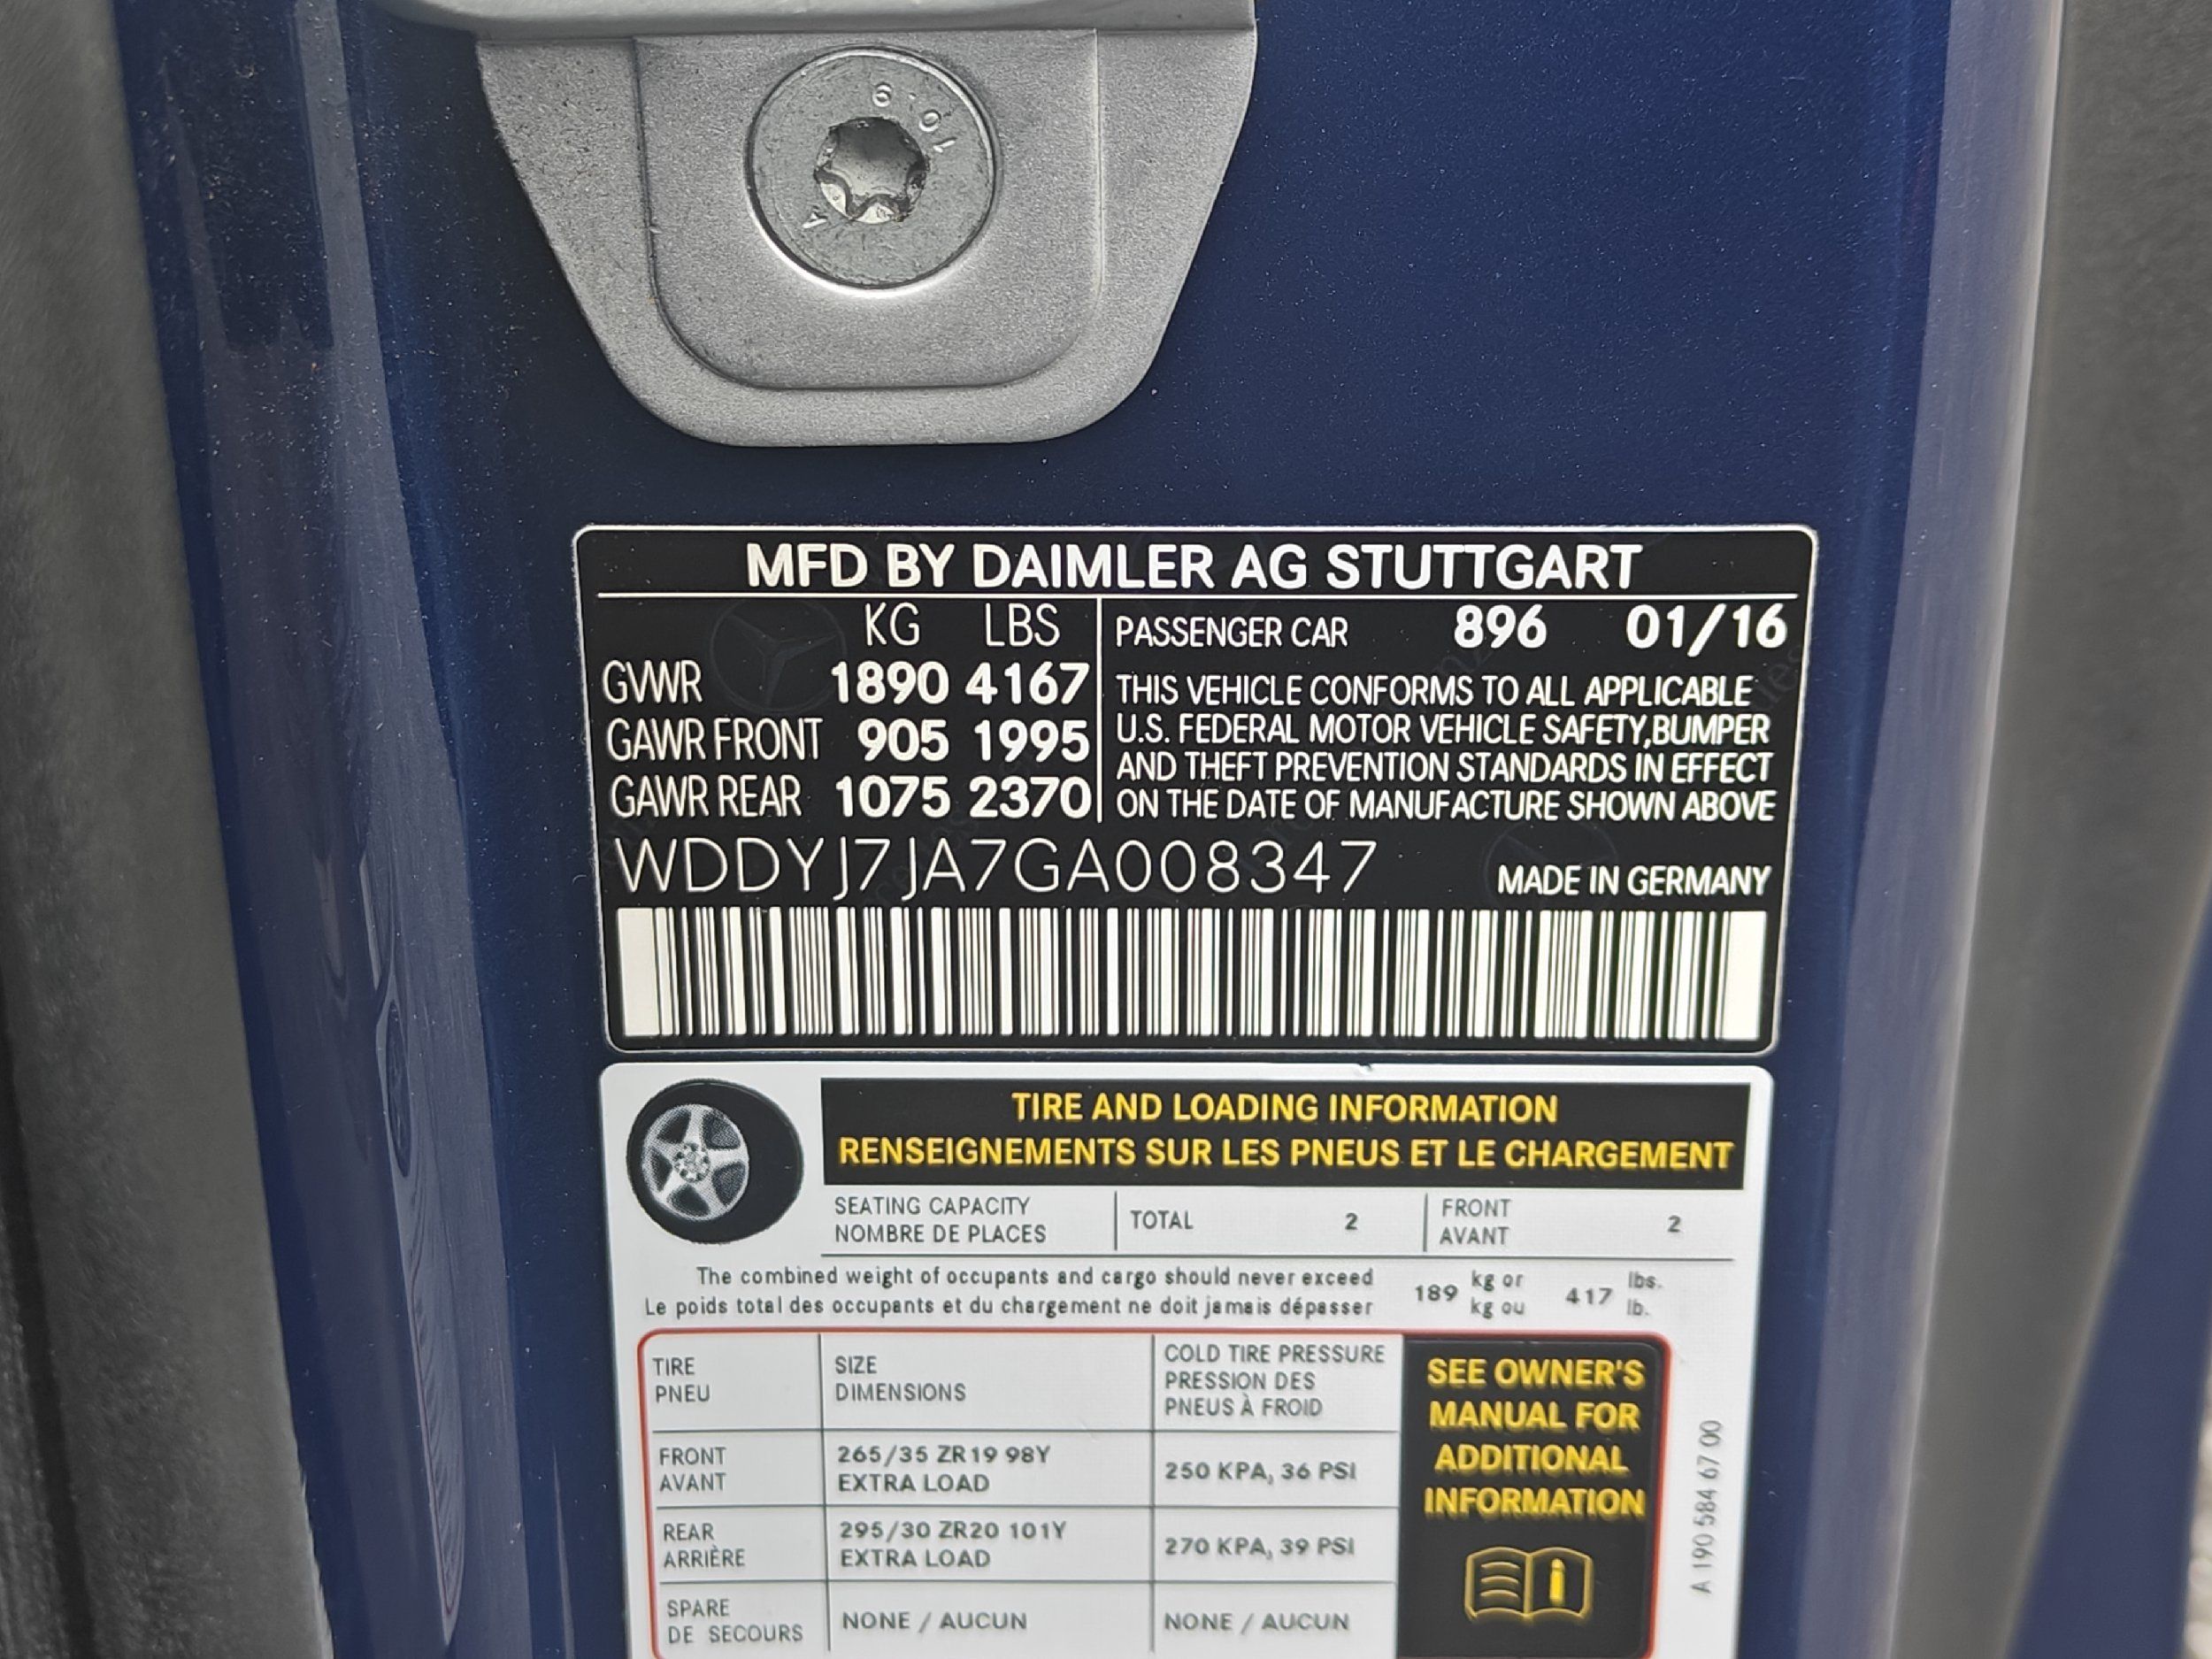 10.9
A
MFD BY DAIMLER AG STUTTGART
KG LBS
GVWR 1890 4167
GAWR FRONT 905 1995
GAWR REAR 1075 2370
PASSENGER CAR 896 01/16
THIS VEHICLE CONFORMS TO ALL APPLICABLE
U.S. FEDERAL MOTOR VEHICLE SAFETY,BUMPER
AND THEFT PREVENTION STANDARDS IN EFFECT
ON THE DATE OF MANUFACTURE SHOWN ABOVE
WDDYJ7JA7GA008347
MADE IN GERMANY
TIRE AND LOADING INFORMATION
RENSEIGNEMENTS SUR LES PNEUS ET LE CHARGEMENT
SEATING CAPACITY
NOMBRE DE PLACES
TOTAL 2
FRONT
AVANT
2
The combined weight of occupants and cargo should never exceed
Le poids total des occupants et du chargement ne doit jamais dépasser
189 kg or
kg ou
417 lbs.
lb.
TIRE
PNEU
SIZE
DIMENSIONS
COLD TIRE PRESSURE
PRESSION DES
PNEUS À FROID
FRONT
AVANT
265/35 ZR19 98Y
EXTRA LOAD
250 KPA, 36 PSI
REAR
ARRIÈRE
295/30 ZR20 101Y
EXTRA LOAD
270 KPA, 39 PSI
SPARE
DE SECOURS
NONE / AUCUN
NONE / AUCUN
SEE OWNER'S
MANUAL FOR
ADDITIONAL
INFORMATION
A 190 584 67 00